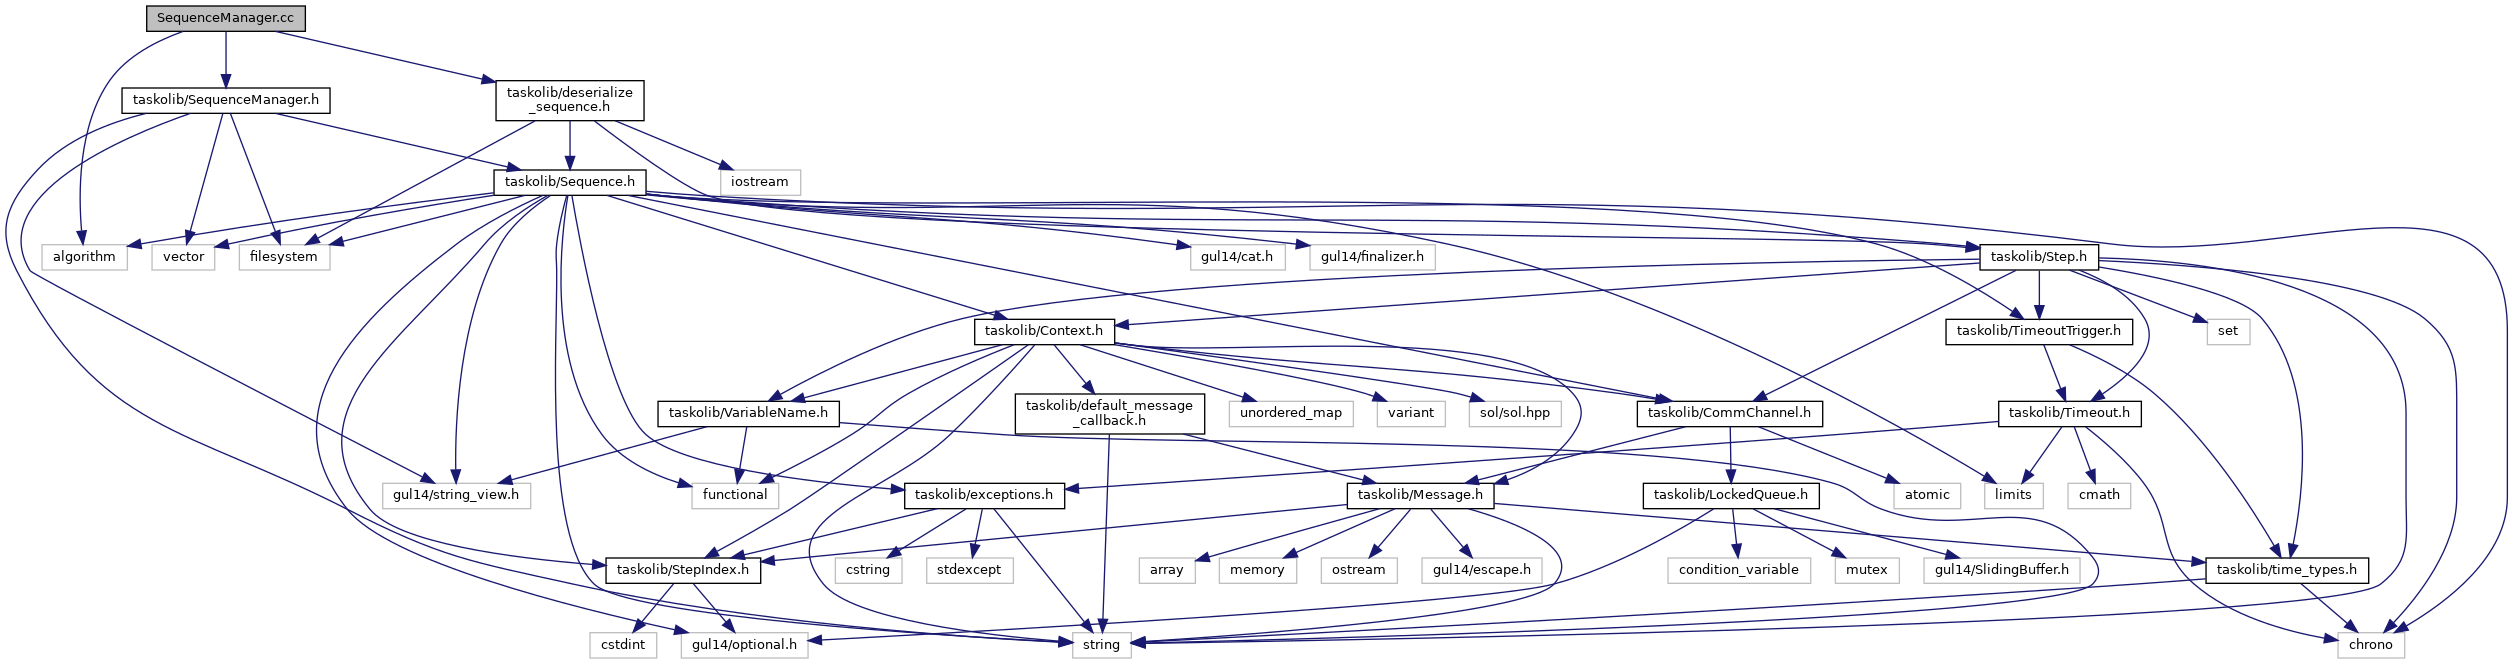 SequenceManager.cc
taskolib/SequenceManager.h
taskolib/deserialize
_sequence.h
taskolib/Sequence.h
iostream
algorithm
vector
filesystem
gul14/cat.h
gul14/finalizer.h
taskolib/Step.h
taskolib/Context.h
taskolib/TimeoutTrigger.h
set
taskolib/VariableName.h
taskolib/default_message
_callback.h
unordered_map
variant
sol/sol.hpp
taskolib/CommChannel.h
taskolib/Timeout.h
gul14/string_view.h
functional
taskolib/exceptions.h
taskolib/Message.h
taskolib/LockedQueue.h
atomic
limits
cmath
taskolib/StepIndex.h
cstring
stdexcept
array
memory
ostream
gul14/escape.h
condition_variable
mutex
gul14/SlidingBuffer.h
taskolib/time_types.h
cstdint
gul14/optional.h
string
chrono